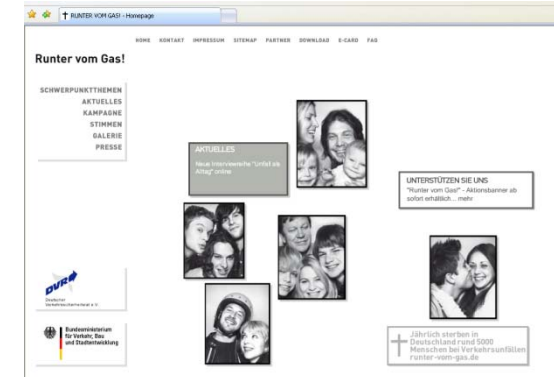 RUNTER VOM GAS! - Homepage
HOME KONTAKT IMPRESSUM SITEMAP PARTNER DOWNLOAD E-CARD FAQ
Runter vom Gas!
SCHWERPUNKTTHEMEN
AKTUELLES
KAMPAGNE
STIMMEN
GALERIE
PRESSE
AKTUELLES
Neue Interviewreihe "Unfall als
Alltag" online
UNTERSTÜTZEN SIE UNS
"Runter vom Gas!" - Aktionsbanner ab
sofort erhältlich ... mehr
DVR
Deutscher
Verkehrssicherheitsrat e.V.
Bundesministerium
für Verkehr, Bau
und Stadtentwicklung
Jährlich sterben in
Deutschland rund 5000
Menschen bei Verkehrsunfällen
runter-vom-gas.de